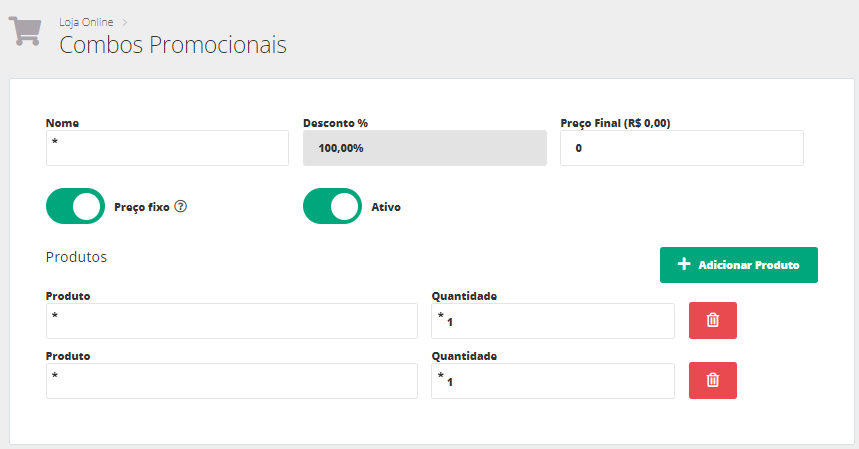 Loja Online >
Combos Promocionais
Nome Desconto % Preço Final (R$ 0,00)
* 100,00% 0
Preço fixo ? Ativo
Produtos + Adicionar Produto
Produto Quantidade
* * 1
Produto Quantidade
* * 1